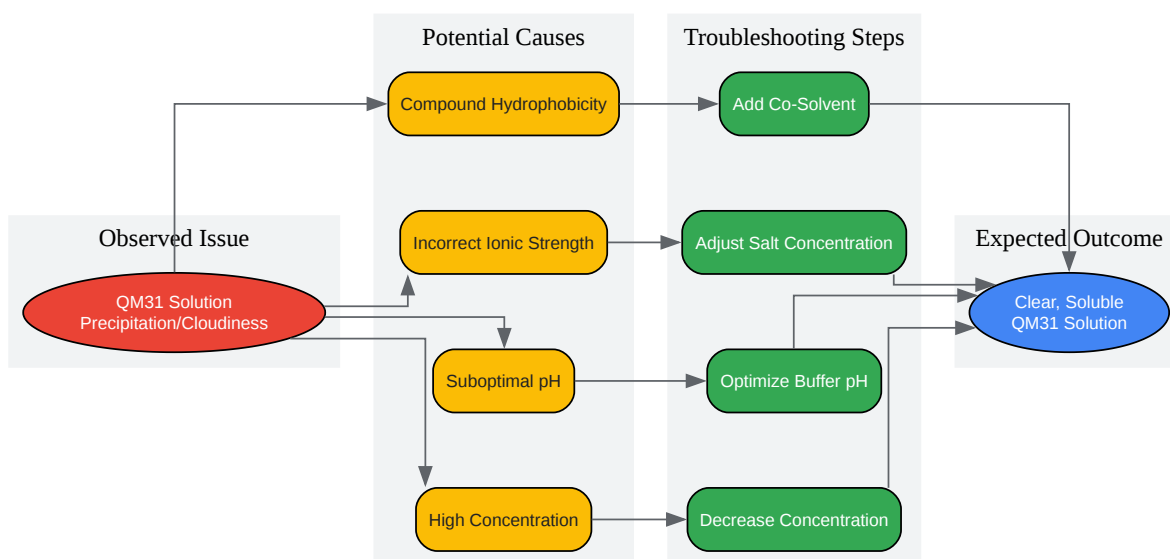 Potential Causes
Troubleshooting Steps
Compound Hydrophobicity
Add Co-Solvent
Observed Issue
Incorrect Ionic Strength
Adjust Salt Concentration
Expected Outcome
QM31 Solution
Precipitation/Cloudiness
Clear, Soluble
QM31 Solution
Suboptimal pH
Optimize Buffer pH
High Concentration
Decrease Concentration